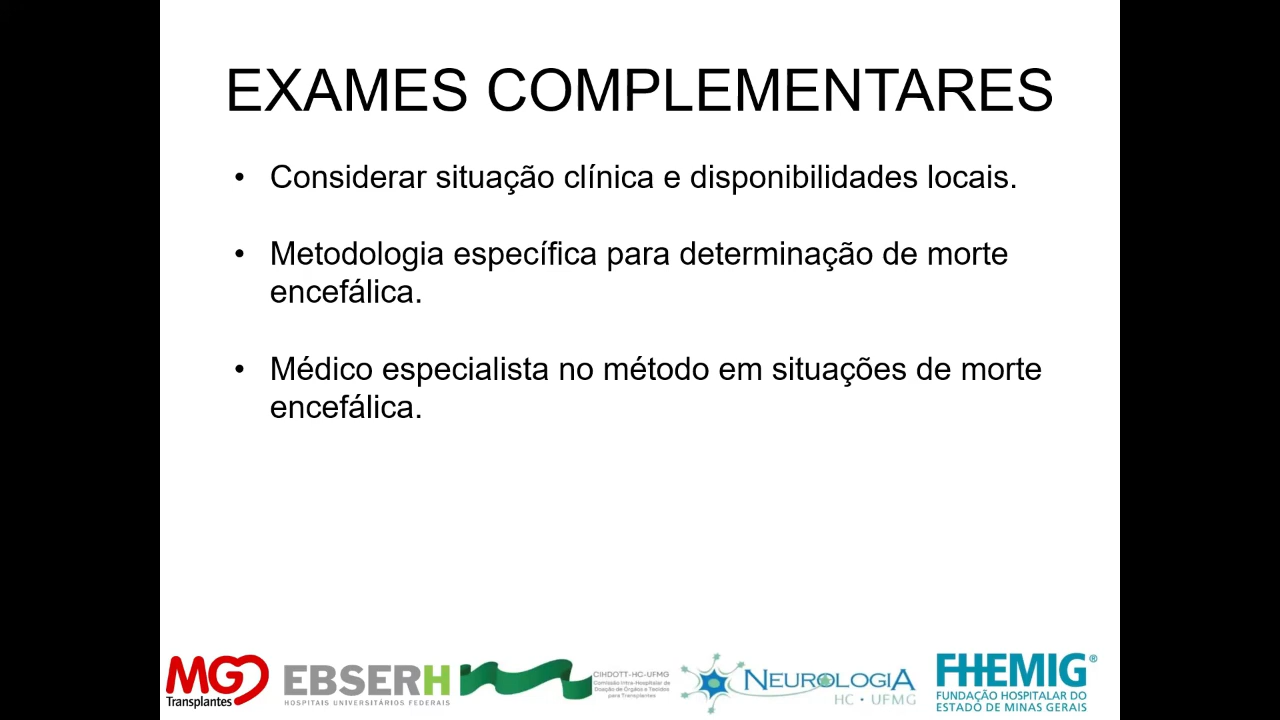 EXAMES COMPLEMENTARES
• Considerar situação clínica e disponibilidades locais.
• Metodologia específica para determinação de morte
encefálica.
• Médico especialista no método em situações de morte
encefálica.
MG
Transplantes
EBSERH
HOSPITAIS UNIVERSITÁRIOS FEDERAIS
CIHDOTT-HC-UFMG
Comissão Intra-Hospitalar de
Doação de Órgãos e Tecidos
para Transplantes
NEUROLOGIA
HC · UFMG
FHEMIG®
FUNDAÇÃO HOSPITALAR DO
ESTADO DE MINAS GERAIS